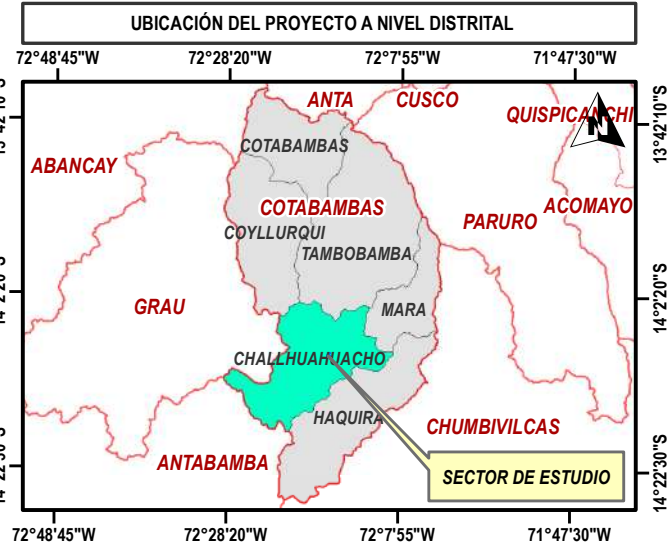 UBICACIÓN DEL PROYECTO A NIVEL DISTRITAL
72°48'45"W 72°28'20"W 72°7'55"W 71°47'30"W
ANTA CUSCO
QUISPICANCHI
N
13°42'10"S
COTABAMBAS
ABANCAY
COTABAMBAS
ACOMAYO
PARURO
COYLLURQUI
TAMBOBAMBA
14°2'20"S
GRAU
MARA
CHALLHUAHUACHO
HAQUIRA
CHUMBIVILCAS
ANTABAMBA
14°22'30"S
SECTOR DE ESTUDIO
72°48'45"W 72°28'20"W 72°7'55"W 71°47'30"W